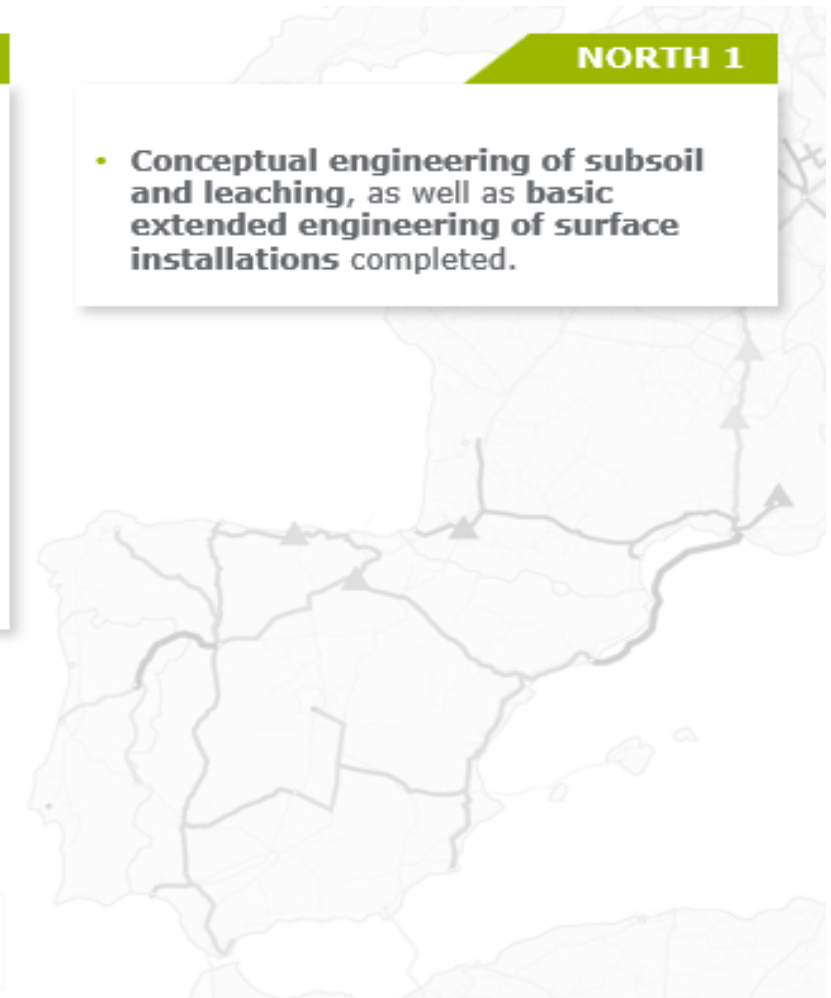 NORTH 1
• Conceptual engineering of subsoil
and leaching, as well as basic
extended engineering of surface
installations completed.